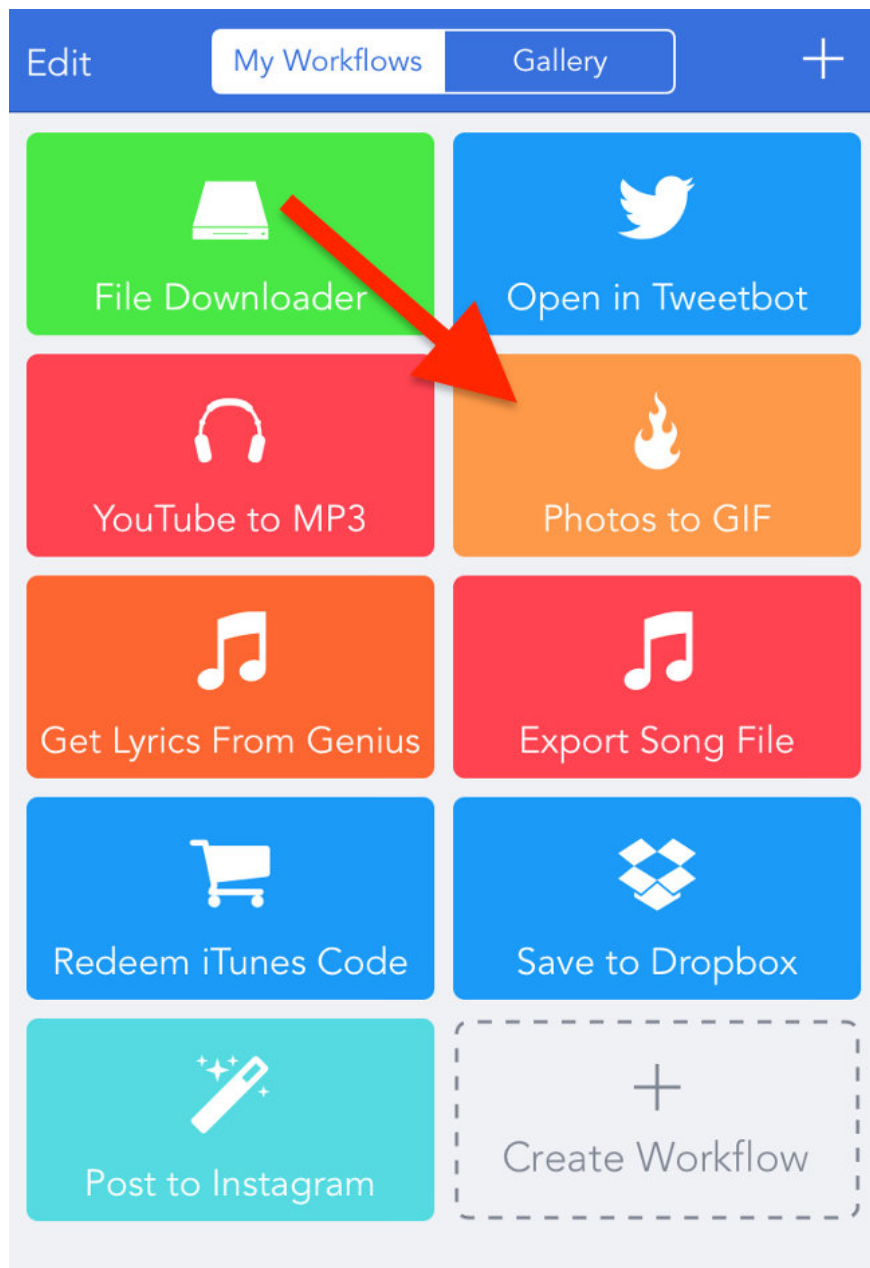 Edit
My Workflows
Gallery
File Downloader
Open in Tweetbot
YouTube to MP3
Photos to GIF
Get Lyrics From Genius
Export Song File
Redeem iTunes Code
Save to Dropbox
Post to Instagram
Create Workflow